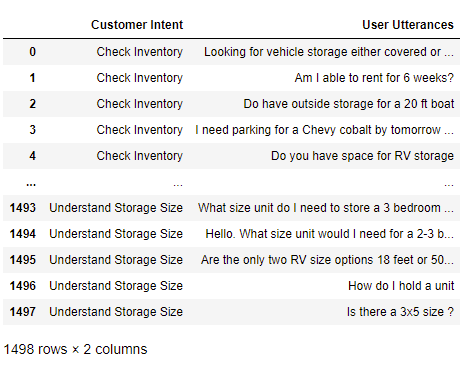 Customer Intent User Utterances
0 Check Inventory Looking for vehicle storage either covered or ...
1 Check Inventory Am I able to rent for 6 weeks?
2 Check Inventory Do have outside storage for a 20 ft boat
3 Check Inventory I need parking for a Chevy cobalt by tomorrow ...
4 Check Inventory Do you have space for RV storage
... ... ...
1493 Understand Storage Size What size unit do I need to store a 3 bedroom ...
1494 Understand Storage Size Hello. What size unit would I need for a 2-3 b...
1495 Understand Storage Size Are the only two RV size options 18 feet or 50...
1496 Understand Storage Size How do I hold a unit
1497 Understand Storage Size Is there a 3x5 size ?
1498 rows × 2 columns